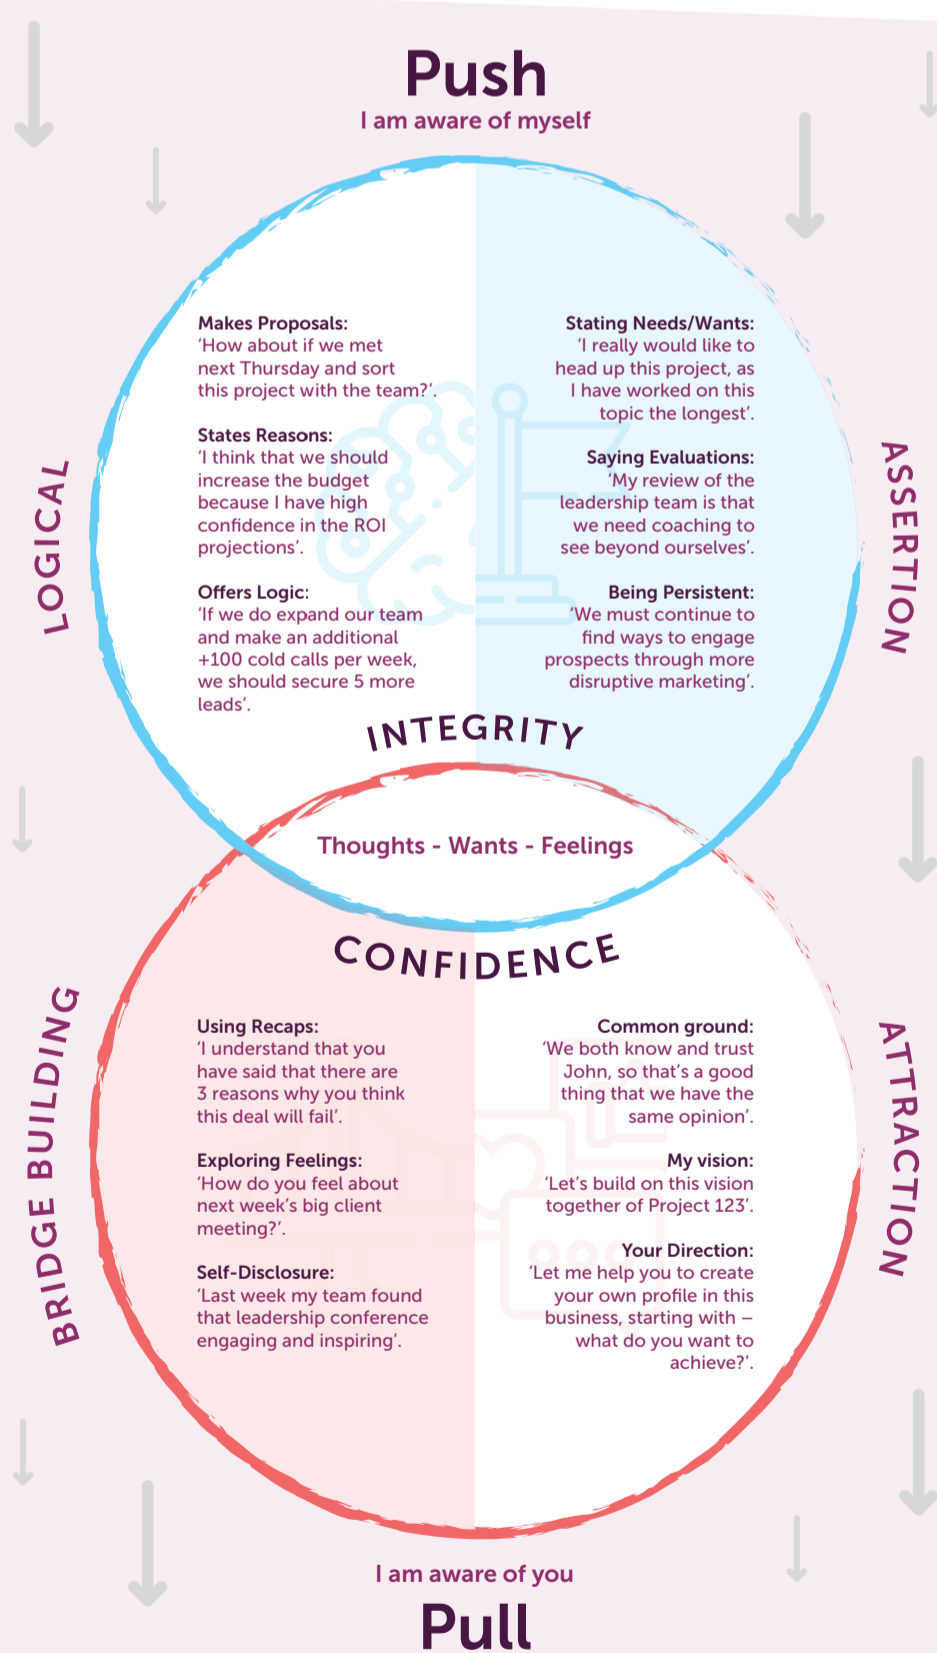 Push
I am aware of myself
LOGICAL
Makes Proposals:
‘How about if we met
next Thursday and sort
this project with the team?’.
States Reasons:
‘I think that we should
increase the budget
because I have high
confidence in the ROI
projections’.
Offers Logic:
‘If we do expand our team
and make an additional
+100 cold calls per week,
we should secure 5 more
leads’.
ASSERTION
Stating Needs/Wants:
‘I really would like to
head up this project, as
I have worked on this
topic the longest’.
Saying Evaluations:
‘My review of the
leadership team is that
we need coaching to
see beyond ourselves’.
Being Persistent:
‘We must continue to
find ways to engage
prospects through more
disruptive marketing’.
INTEGRITY
Thoughts - Wants - Feelings
CONFIDENCE
BRIDGE BUILDING
Using Recaps:
‘I understand that you
have said that there are
3 reasons why you think
this deal will fail’.
Exploring Feelings:
‘How do you feel about
next week’s big client
meeting?’.
Self-Disclosure:
‘Last week my team found
that leadership conference
engaging and inspiring’.
ATTRACTION
Common ground:
‘We both know and trust
John, so that’s a good
thing that we have the
same opinion’.
My vision:
‘Let’s build on this vision
together of Project 123’.
Your Direction:
‘Let me help you to create
your own profile in this
business, starting with –
what do you want to
achieve?’.
I am aware of you
Pull